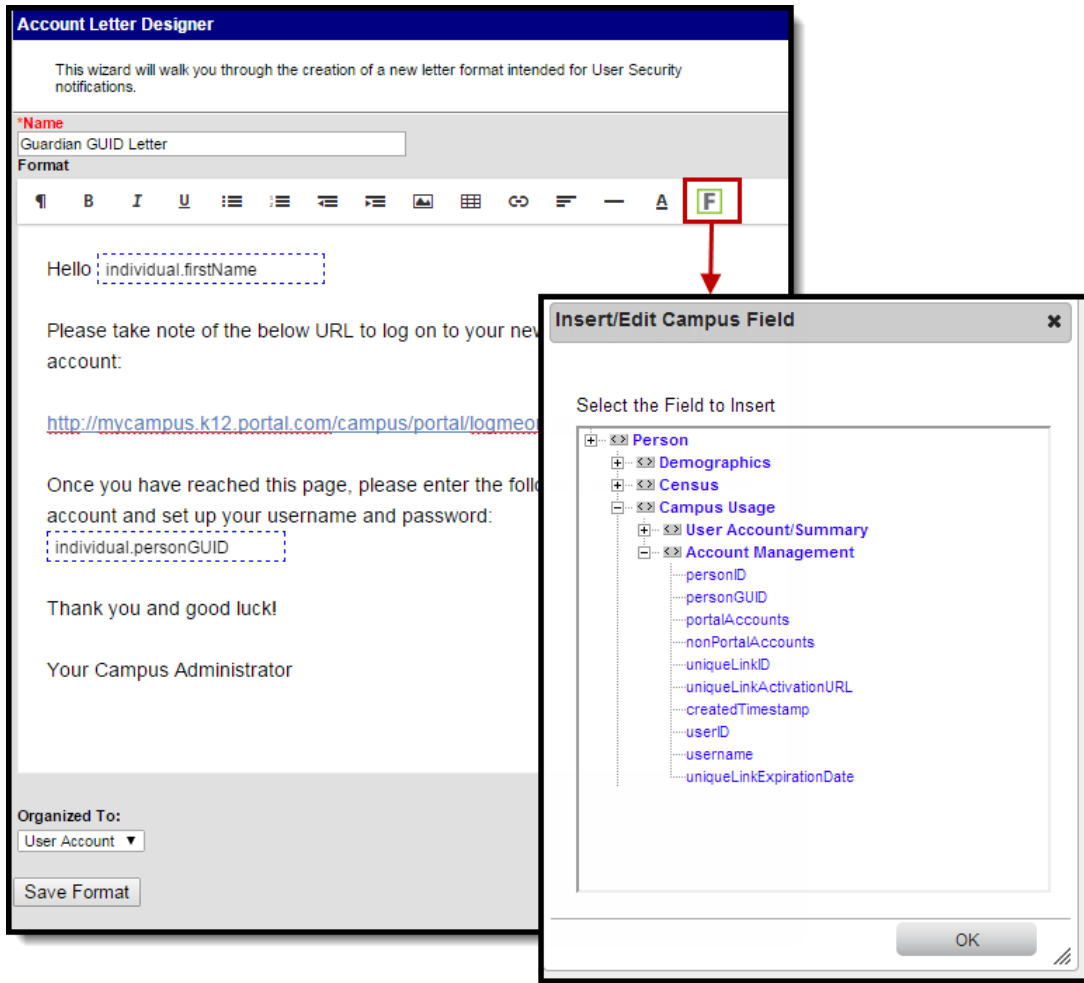 Account Letter Designer
This wizard will walk you through the creation of a new letter format intended for User Security
notifications.
*Name
Guardian GUID Letter
Format
¶ B I U A F
Hello individual.firstName
Please take note of the below URL to log on to your new
account:
http://mycampus.k12.portal.com/campus/portal/logmeon
Once you have reached this page, please enter the
account and set up your username and password:
individual.personGUID
Thank you and good luck!
Your Campus Administrator
Organized To:
User Account ▼
Save Format
Insert/Edit Campus Field
Select the Field to Insert
Person
Demographics
Census
Campus Usage
User Account/Summary
Account Management
personID
personGUID
portalAccounts
nonPortalAccounts
uniqueLinkID
uniqueLinkActivationURL
createdTimestamp
userID
username
uniqueLinkExpirationDate
OK